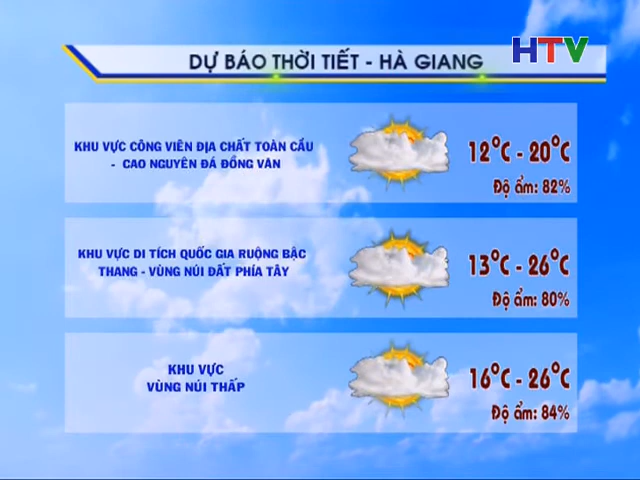 DỰ BÁO THỜI TIẾT - HÀ GIANG
HTV
KHU VỰC CÔNG VIÊN ĐỊA CHẤT TOÀN CẦU
- CAO NGUYÊN ĐÁ ĐỒNG VĂN
12°C - 20°C
Độ ẩm: 82%
KHU VỰC DI TÍCH QUỐC GIA RUỘNG BẬC
THANG - VÙNG NÚI ĐẤT PHÍA TÂY
13°C - 26°C
Độ ẩm: 80%
KHU VỰC
VÙNG NÚI THẤP
16°C - 26°C
Độ ẩm: 84%